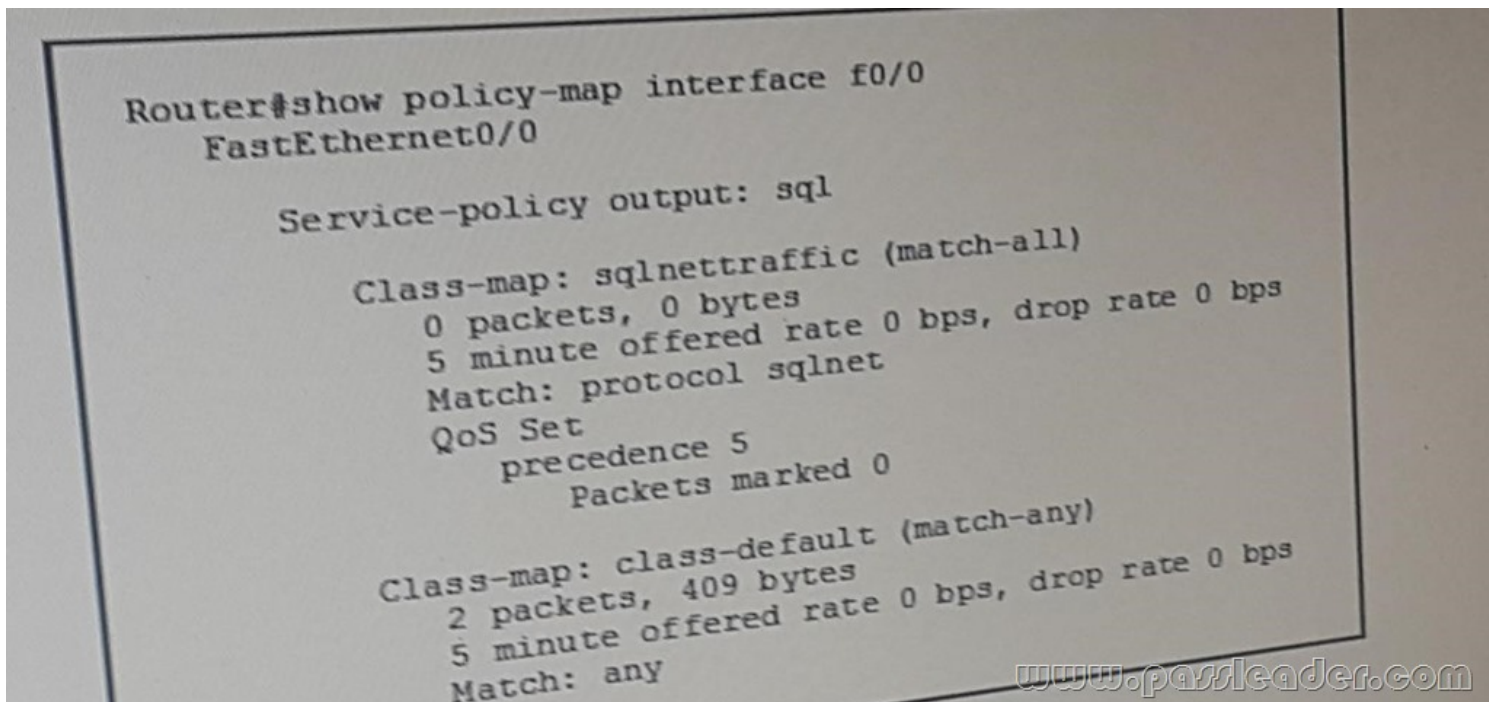 Router#show policy-map interface f0/0
FastEthernet0/0
Service-policy output: sql
Class-map: sqlnettraffic (match-all)
0 packets, 0 bytes
5 minute offered rate 0 bps, drop rate 0 bps
Match: protocol sqlnet
QoS Set
precedence 5
Packets marked 0
Class-map: class-default (match-any)
2 packets, 409 bytes
5 minute offered rate 0 bps, drop rate 0 bps
Match: any
www.passleader.com